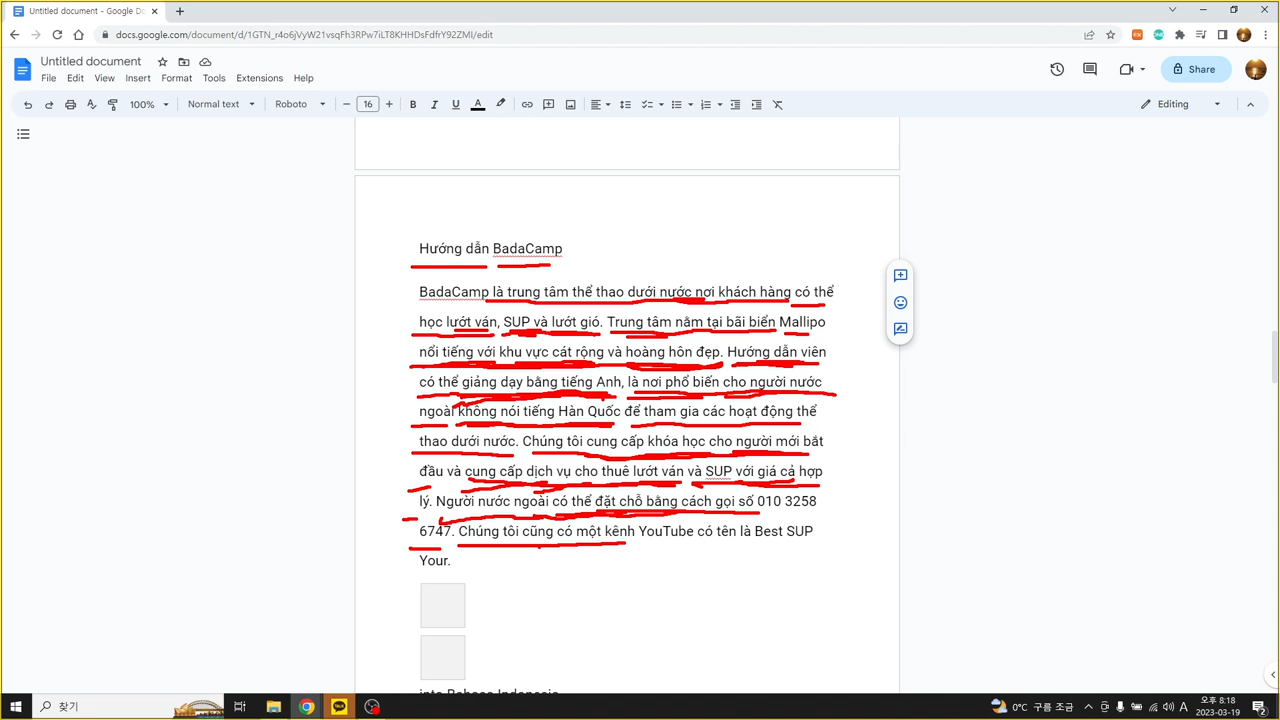 Untitled document - Google Do
docs.google.com/document/d/1GTN_r4o6jVyW21vsqFh3RPw7iLT8KHHDsFdfrY92ZMI/edit
Untitled document
File Edit View Insert Format Tools Extensions Help
Share
100% Normal text Roboto 16 Editing
Hướng dẫn BadaCamp
BadaCamp là trung tâm thể thao dưới nước nơi khách hàng có thể
học lướt ván, SUP và lướt gió. Trung tâm nằm tại bãi biển Mallipo
nổi tiếng với khu vực cát rộng và hoàng hôn đẹp. Hướng dẫn viên
có thể giảng dạy bằng tiếng Anh, là nơi phổ biến cho người nước
ngoài không nói tiếng Hàn Quốc để tham gia các hoạt động thể
thao dưới nước. Chúng tôi cung cấp khóa học cho người mới bắt
đầu và cung cấp dịch vụ cho thuê lướt ván và SUP với giá cả hợp
lý. Người nước ngoài có thể đặt chỗ bằng cách gọi số 010 3258
6747. Chúng tôi cũng có một kênh YouTube có tên là Best SUP
Your.
into Bahasa Indonesia
찾기
0°C 구름 조금 A 오후 8:18
2023-03-19